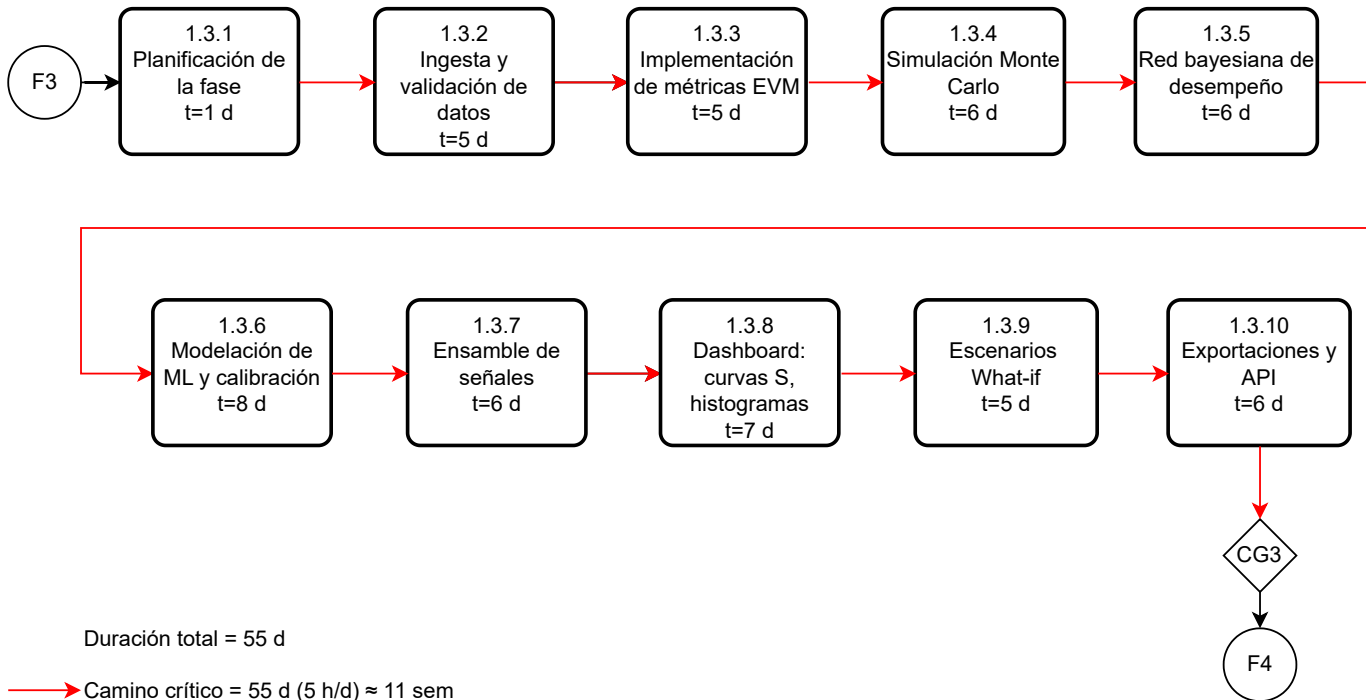 F3
1.3.1
Planificación de
la fase
t=1 d
1.3.2
Ingesta y
validación de
datos
t=5 d
1.3.3
Implementación
de métricas EVM
t=5 d
1.3.4
Simulación Monte
Carlo
t=6 d
1.3.5
Red bayesiana de
desempeño
t=6 d
1.3.6
Modelación de
ML y calibración
t=8 d
1.3.7
Ensamble de
señales
t=6 d
1.3.8
Dashboard:
curvas S,
histogramas
t=7 d
1.3.9
Escenarios
What-if
t=5 d
1.3.10
Exportaciones y
API
t=6 d
CG3
F4
Duración total = 55 d
Camino crítico = 55 d (5 h/d) ≈ 11 sem